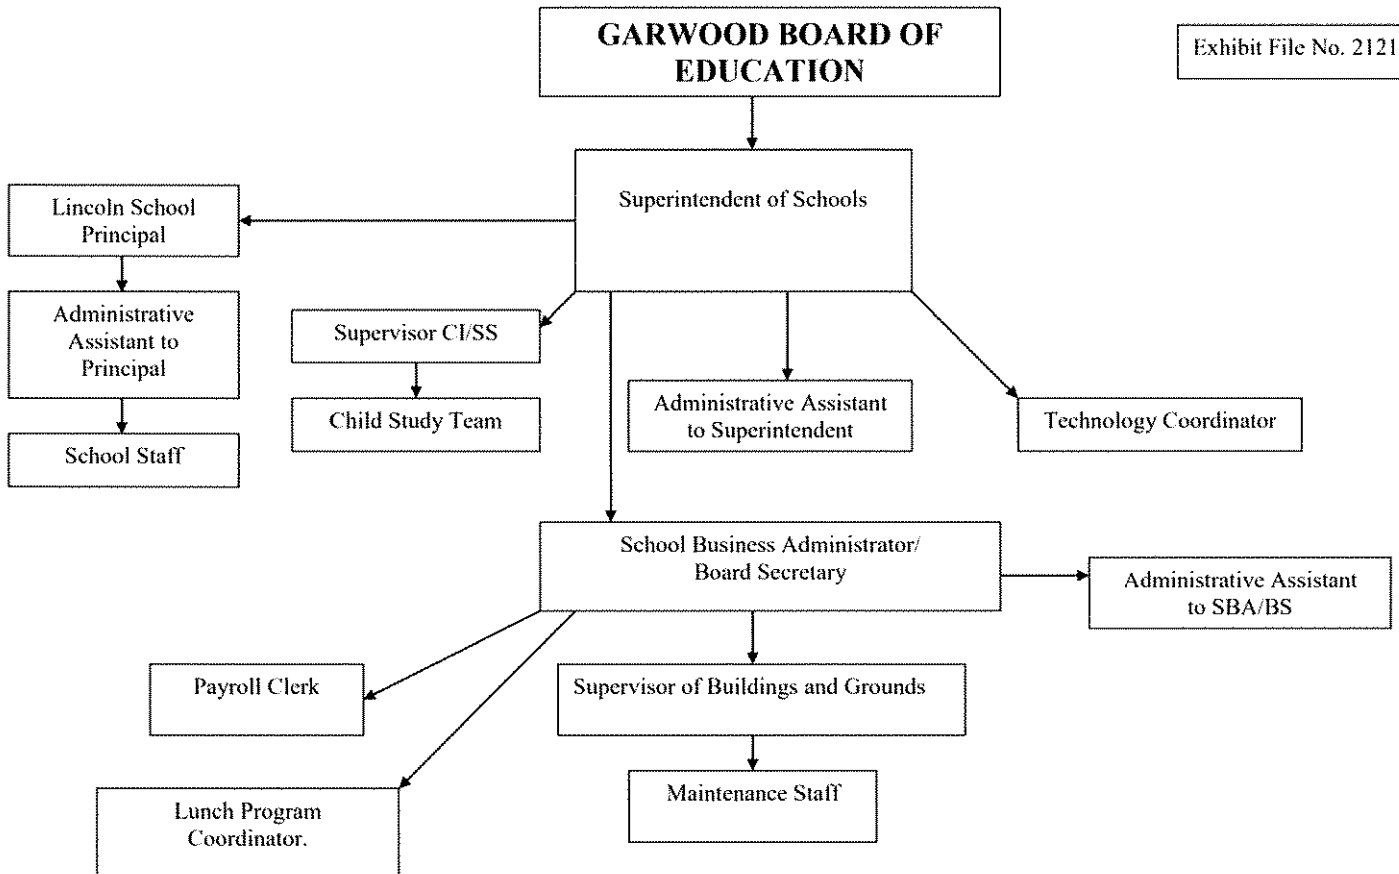 GARWOOD BOARD OF
EDUCATION
Exhibit File No. 2121
Superintendent of Schools
Lincoln School
Principal
Administrative
Assistant to
Principal
School Staff
Supervisor CI/SS
Child Study Team
Administrative Assistant
to Superintendent
Technology Coordinator
School Business Administrator/
Board Secretary
Administrative Assistant
to SBA/BS
Payroll Clerk
Supervisor of Buildings and Grounds
Lunch Program
Coordinator.
Maintenance Staff